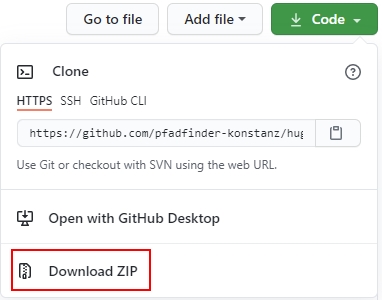 Go to file Add file Code
Clone
HTTPS SSH GitHub CLI
https://github.com/pfadfinder-konstanz/hug
Use Git or checkout with SVN using the web URL.
Open with GitHub Desktop
Download ZIP